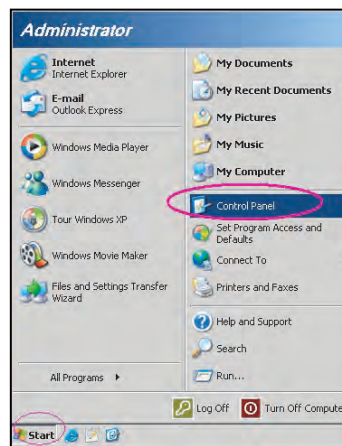 Administrator
Internet
Internet Explorer
E-mail
Outlook Express
Windows Media Player
Windows Messenger
Tour Windows XP
Windows Movie Maker
Files and Settings Transfer
Wizard
All Programs
My Documents
My Recent Documents
My Pictures
My Music
My Computer
Control Panel
Set Program Access and
Defaults
Connect To
Printers and Faxes
Help and Support
Search
Run...
Log Off
Turn Off Compute
Start